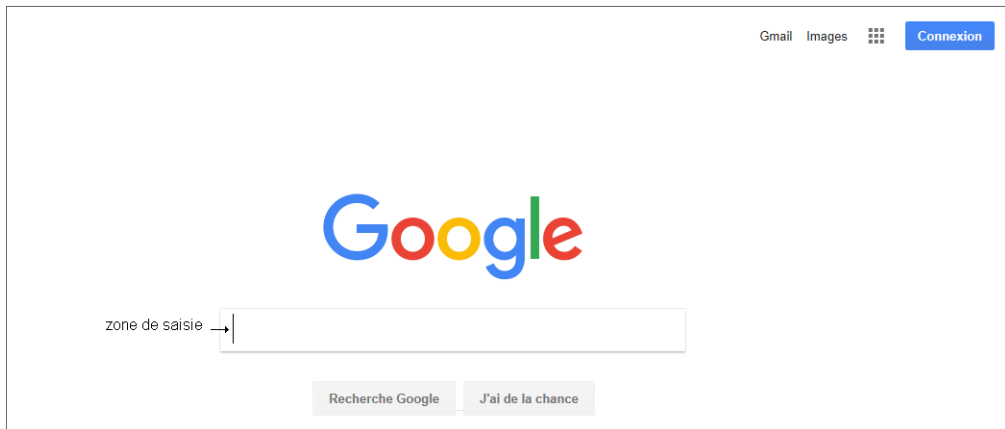 Gmail Images Connexion
Google
zone de saisie
Recherche Google J'ai de la chance